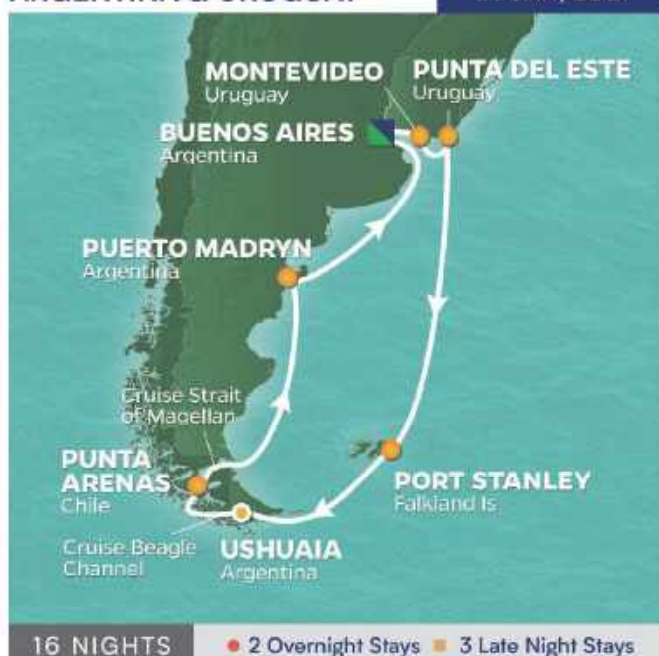 MONTEVIDEO
Uruguay
PUNTA DEL ESTE
Uruguay
BUENOS AIRES
Argentina
PUERTO MADRYN
Argentina
Cruise Strait
of Magellan
PUNTA
ARENAS
Chile
PORT STANLEY
Falkland Is
Cruise Beagle
Channel
USHUAIA
Argentina
16 NIGHTS
2 Overnight Stays
3 Late Night Stays